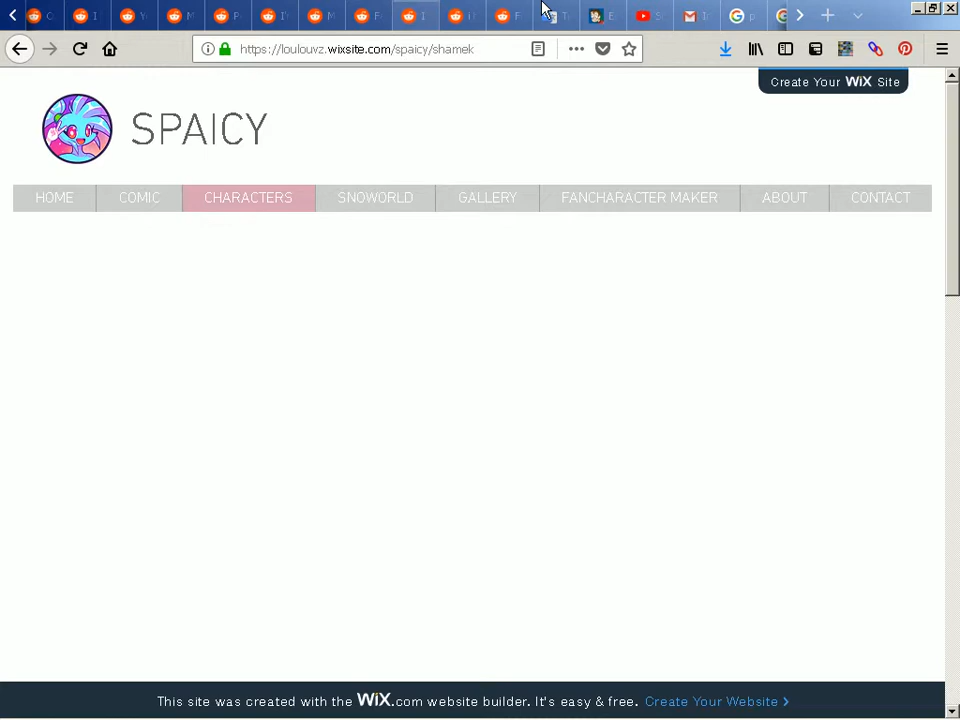 https://loulouvz.wixsite.com/spaicy/shamek
Create Your WiX Site
SPAICY
HOME COMIC CHARACTERS SNOWORLD GALLERY FANCHARACTER MAKER ABOUT CONTACT
This site was created with the WiX.com website builder. It's easy & free. Create Your Website >